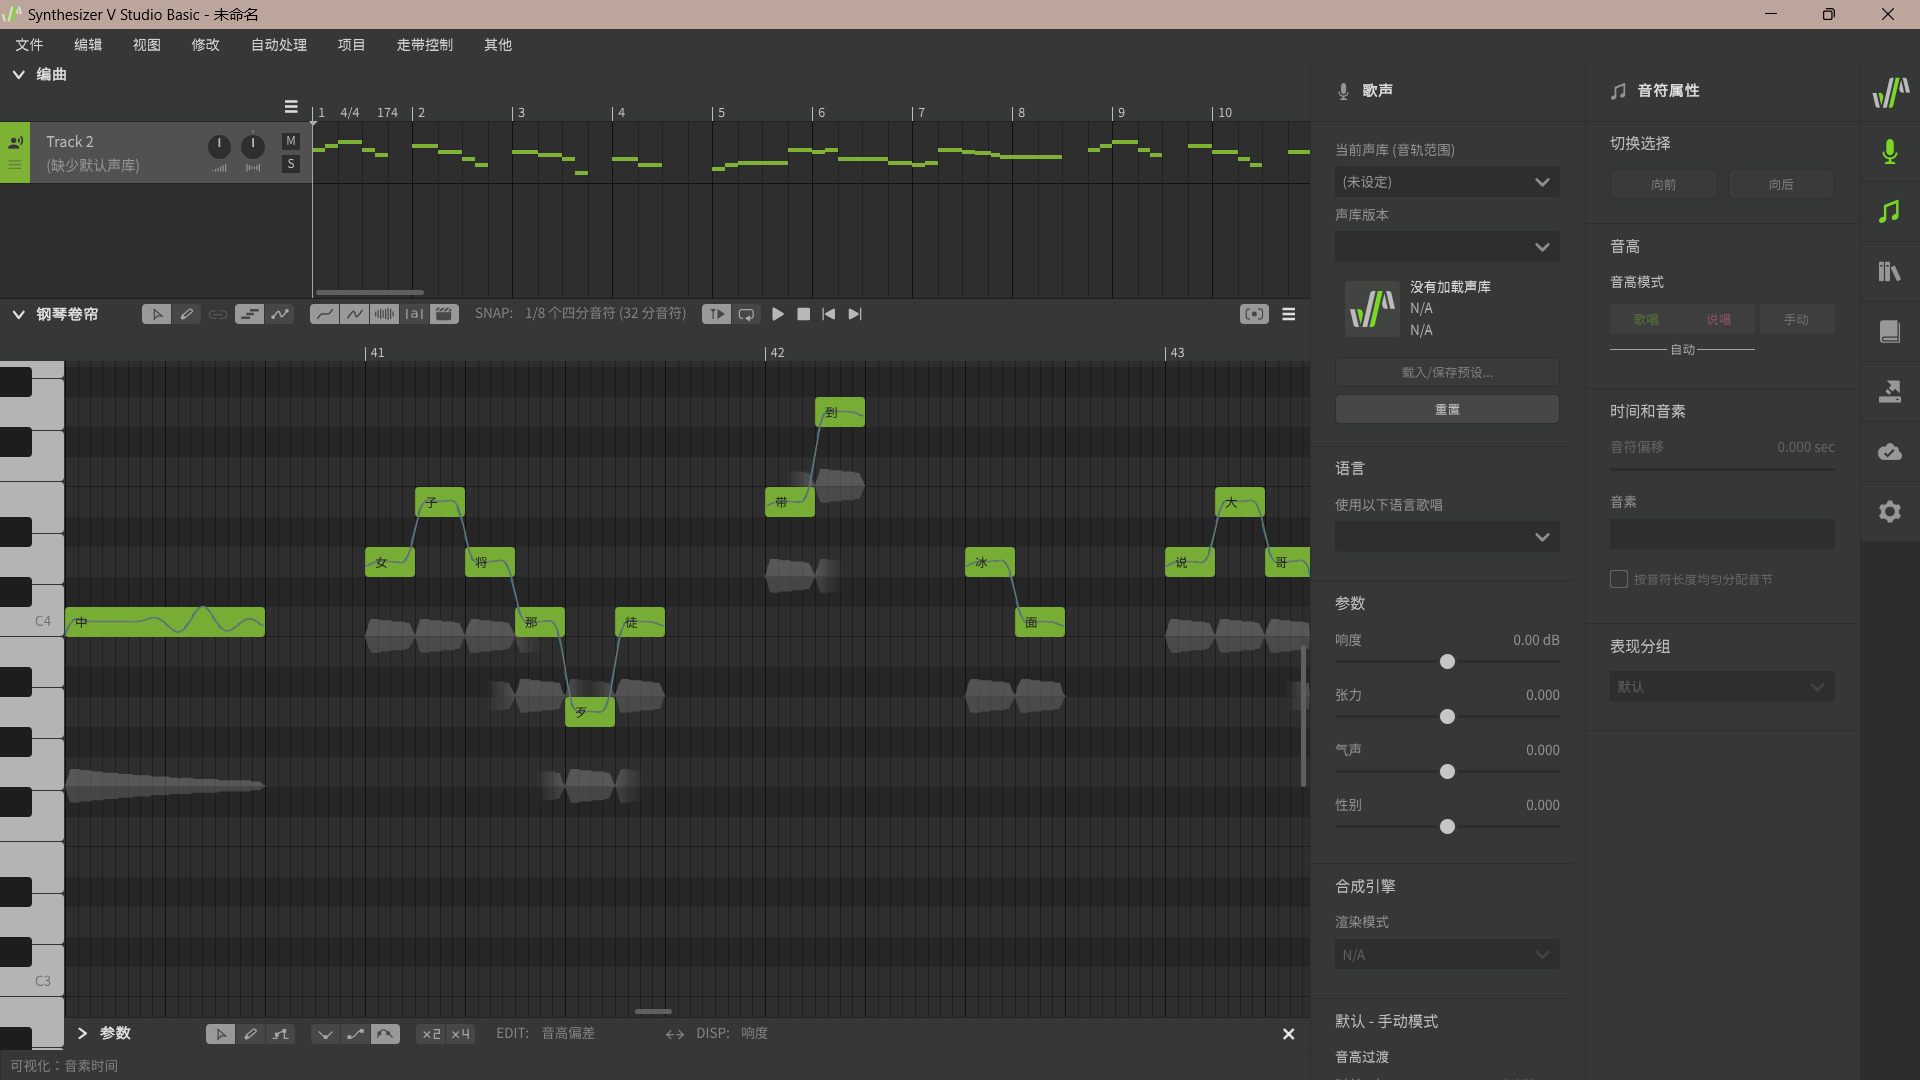 Synthesizer V Studio Basic - 未命名
文件 编辑 视图 修改 自动处理 项目 走带控制 其他
编曲
1 4/4 174 2 3 4 5 6 7 8 9 10
Track 2 M
(缺少默认声库) S
钢琴卷帘 |a| SNAP: 1/8 个四分音符 (32 分音符)
41 42 43
到
子 带 大
女 将 冰 说 哥
C4 中 那 徒 面
歹
C3
参数 ×2 ×4 EDIT: 音高偏差 DISP: 响度
可视化：音素时间
歌声
当前声库 (音轨范围)
(未设定)
声库版本
没有加载声库
N/A
N/A
载入/保存预设...
重置
语言
使用以下语言歌唱
参数
响度 0.00 dB
张力 0.000
气声 0.000
性别 0.000
合成引擎
渲染模式
N/A
默认 - 手动模式
音高过渡
音符属性
切换选择
向前 向后
音高
音高模式
歌唱 说唱 手动
自动
时间和音素
音符偏移 0.000 sec
音素
按音符长度均匀分配音节
表现分组
默认